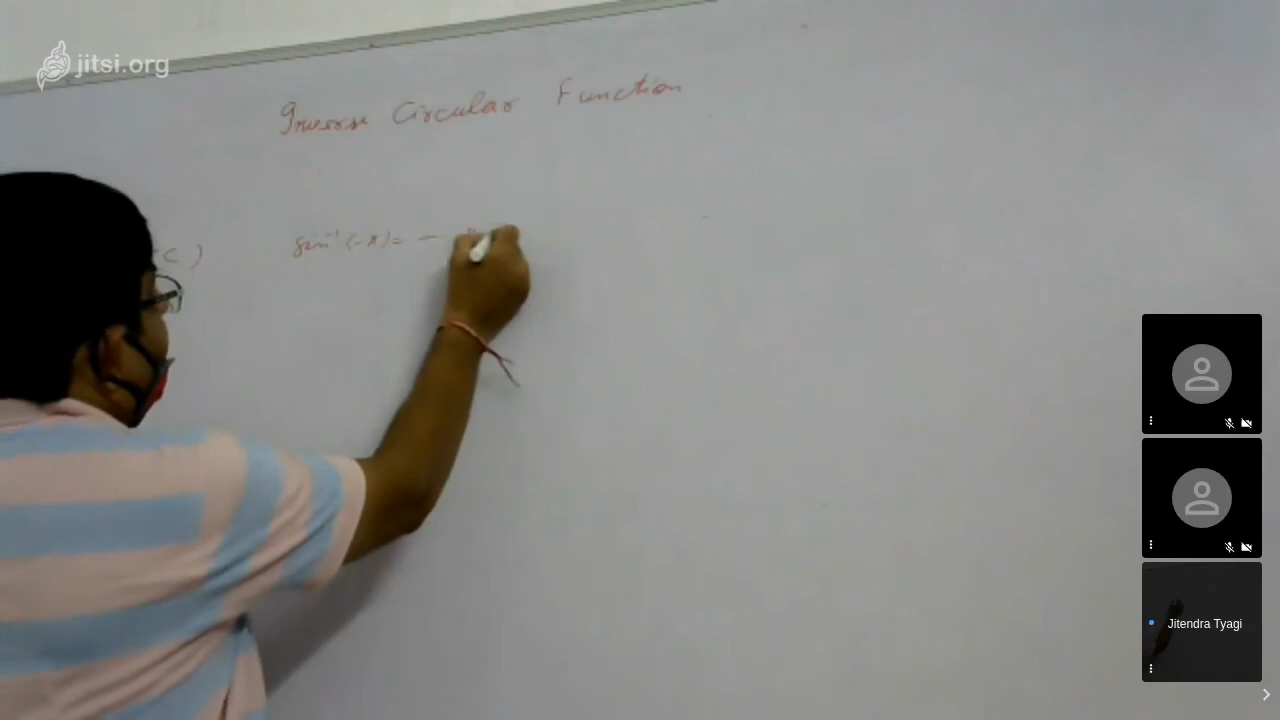 jitsi.org
Inverse Circular Function
c) sin⁻¹(-x) = -
Jitendra Tyagi